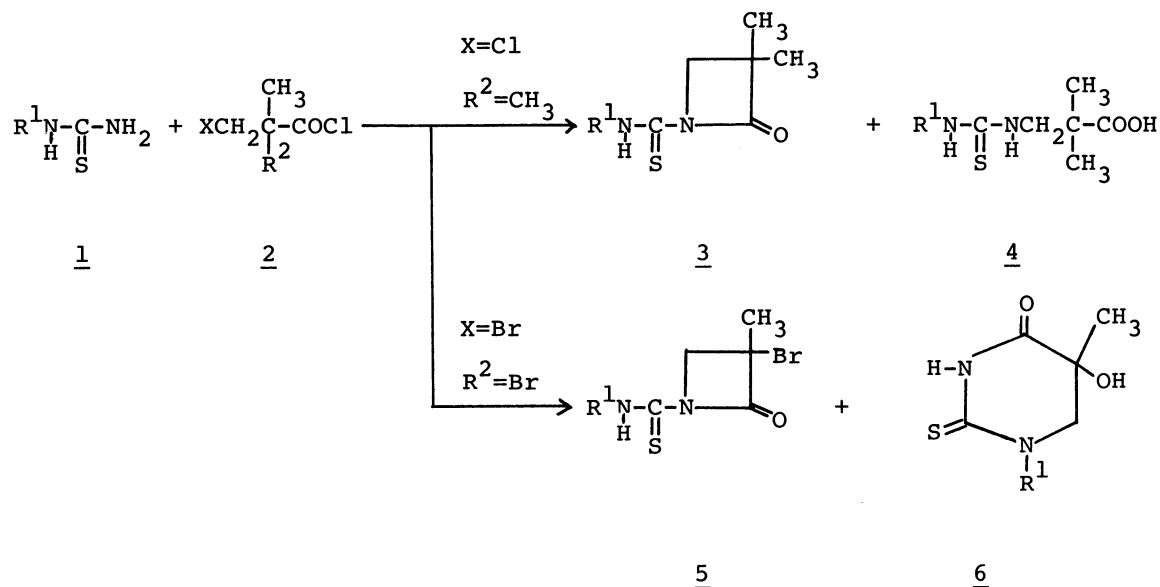 X=Cl
R²=CH₃
R¹N–C–NH₂ + XCH₂C–COCl
H
S
CH₃
R²
R¹N–C–N
H
S
CH₃
CH₃
O
+
R¹N–C–N–CH₂C–COOH
H
S
H
CH₃
CH₃
1
2
3
4
X=Br
R²=Br
R¹N–C–N
H
S
CH₃
Br
O
+
O
CH₃
H–N
OH
S
N
R¹
5
6